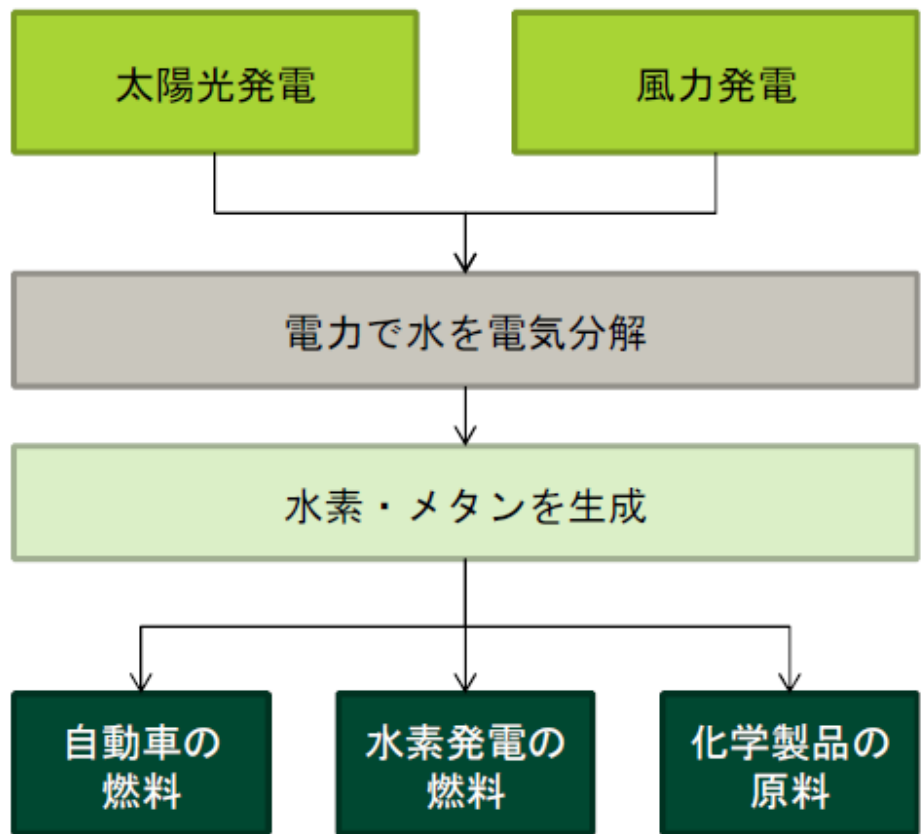 太陽光発電
風力発電
電力で水を電気分解
水素・メタンを生成
自動車の
燃料
水素発電の
燃料
化学製品の
原料